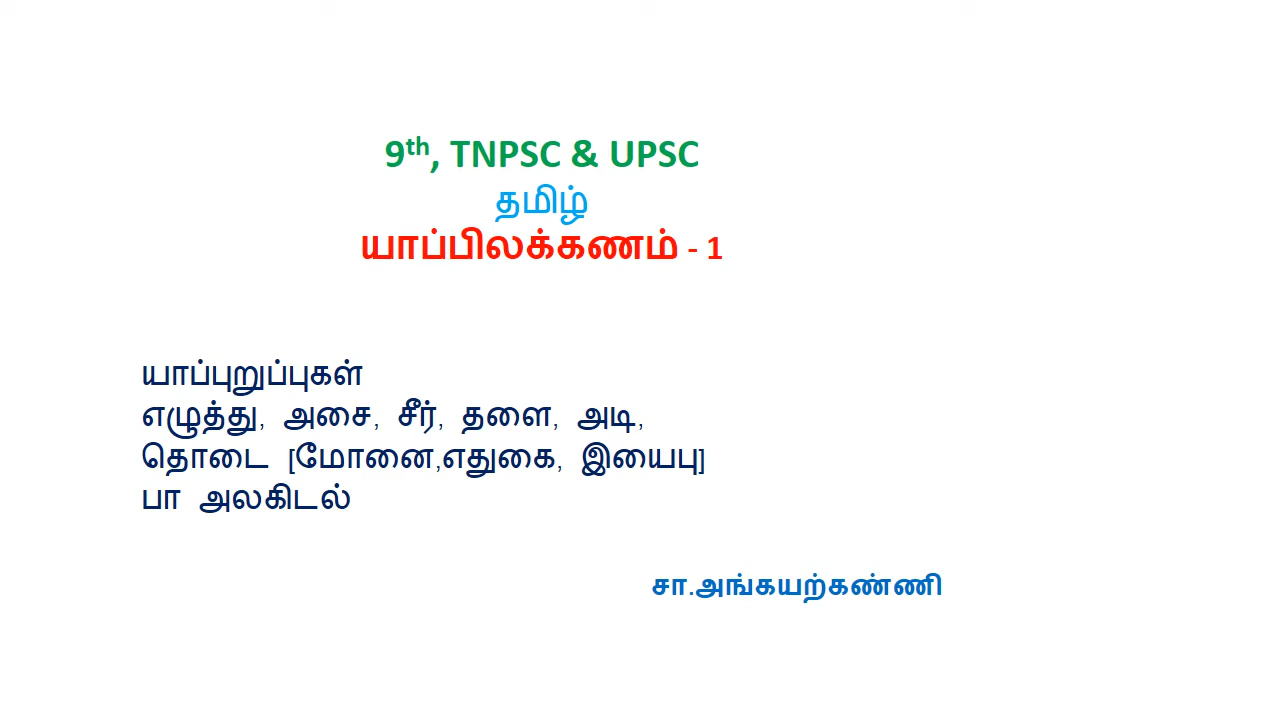 9th, TNPSC & UPSC
தமிழ்
யாப்பிலக்கணம் - 1
யாப்புறுப்புகள்
எழுத்து, அசை, சீர், தளை, அடி,
தொடை [மோனை,எதுகை, இயைபு]
பா அலகிடல்
சா.அங்கயற்கண்ணி